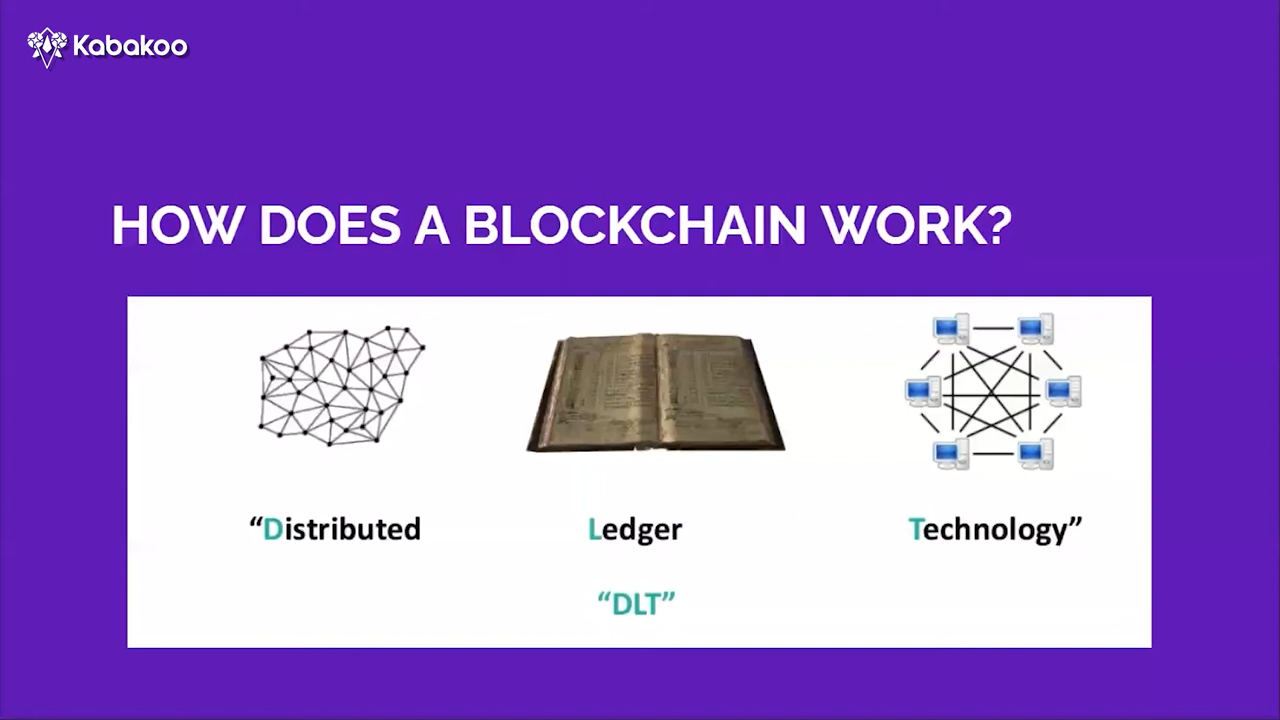 Kabakoo
HOW DOES A BLOCKCHAIN WORK?
“Distributed
Ledger
Technology”
“DLT”